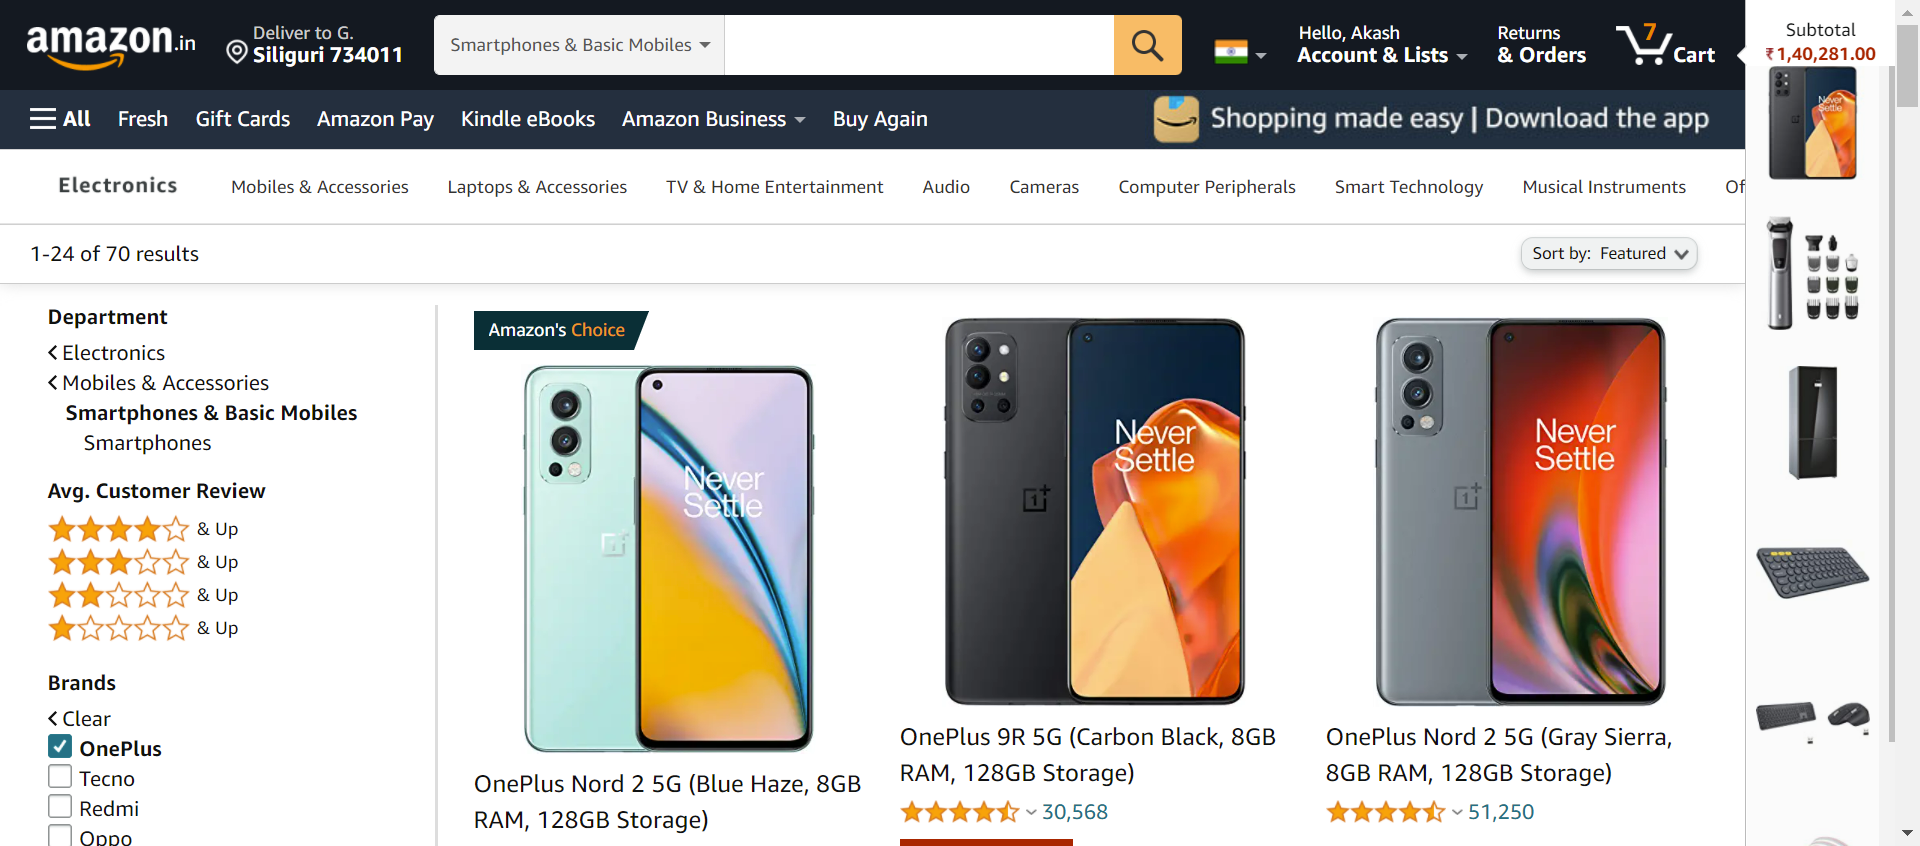 amazon.in
Deliver to G.
Siliguri 734011
Smartphones & Basic Mobiles
Hello, Akash
Account & Lists
Returns
& Orders
7
Cart
Subtotal
₹1,40,281.00
All
Fresh
Gift Cards
Amazon Pay
Kindle eBooks
Amazon Business
Buy Again
Shopping made easy | Download the app
Electronics
Mobiles & Accessories
Laptops & Accessories
TV & Home Entertainment
Audio
Cameras
Computer Peripherals
Smart Technology
Musical Instruments
Of
1-24 of 70 results
Sort by: Featured
Department
Electronics
Mobiles & Accessories
Smartphones & Basic Mobiles
Smartphones
Avg. Customer Review
& Up
& Up
& Up
& Up
Brands
Clear
OnePlus
Tecno
Redmi
Oppo
Amazon's Choice
Never
Settle
OnePlus Nord 2 5G (Blue Haze, 8GB
RAM, 128GB Storage)
Never
Settle
OnePlus 9R 5G (Carbon Black, 8GB
RAM, 128GB Storage)
30,568
Never
Settle
OnePlus Nord 2 5G (Gray Sierra,
8GB RAM, 128GB Storage)
51,250
Never
Settle